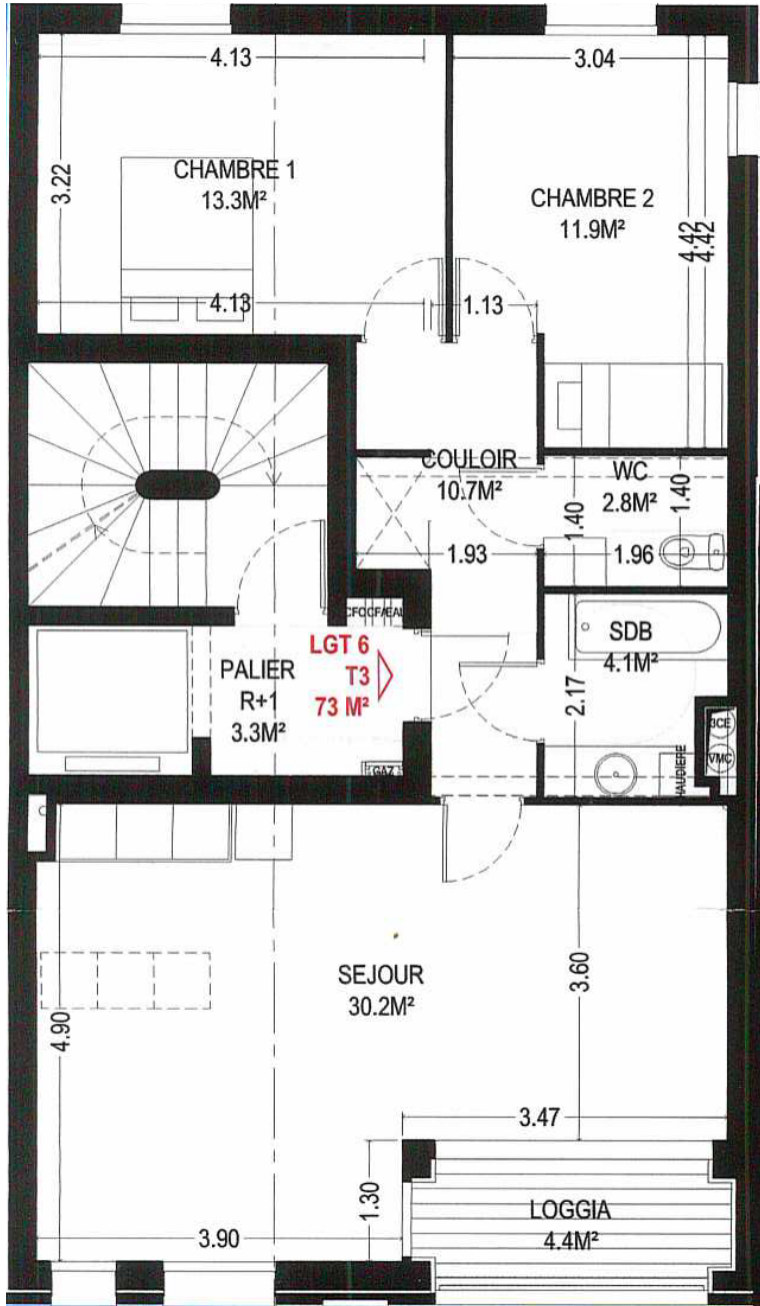 4.13
3.04
3.22
CHAMBRE 1
13.3M²
CHAMBRE 2
11.9M²
4.42
4.42
4.13
1.13
COULOIR
10.7M²
WC
2.8M²
1.40
1.40
1.93
1.96
CFO
CFA
EAU
LGT 6
T3
73 M²
PALIER
R+1
3.3M²
SDB
4.1M²
2.17
GAZ
VMC
SEJOUR
30.2M²
3.60
4.90
3.47
1.30
3.90
LOGGIA
4.4M²